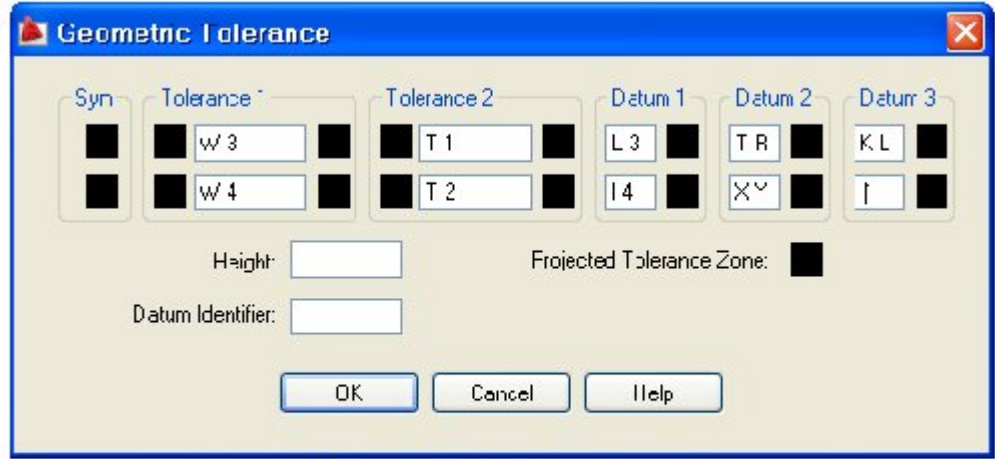 Geometric Tolerance
Sym Tolerance 1 Tolerance 2 Datum 1 Datum 2 Datum 3
W 3 T 1 L 3 T R K L
W 4 T 2 X Y
Height: Projected Tolerance Zone:
Datum Identifier:
OK Cancel Help